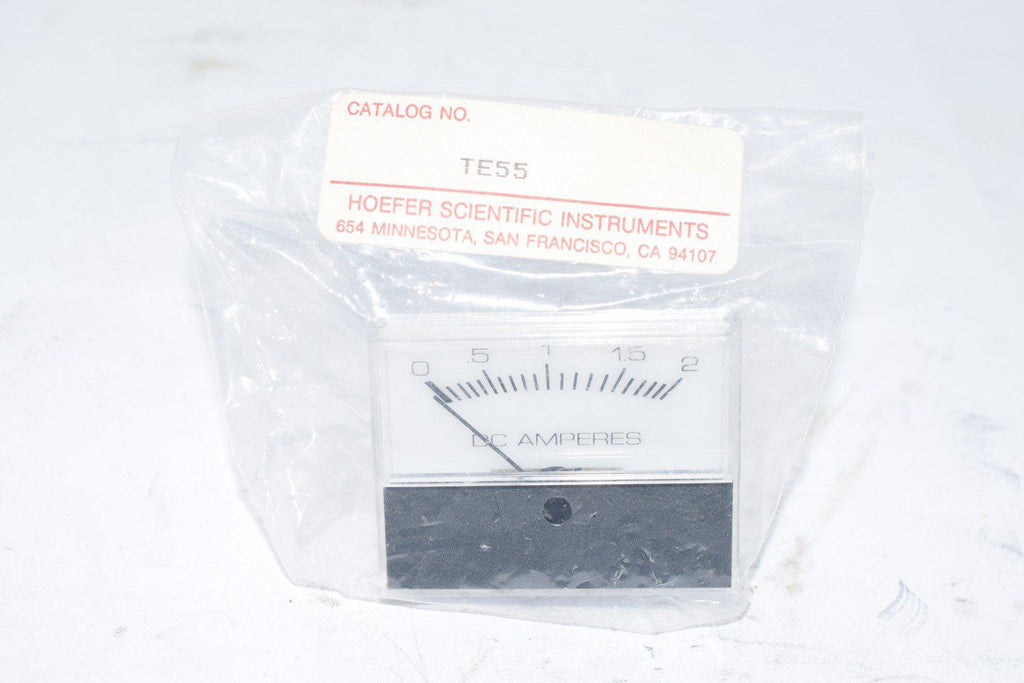 CATALOG NO.
TE55
HOEFER SCIENTIFIC INSTRUMENTS
654 MINNESOTA, SAN FRANCISCO, CA 94107
0 .5 1 1.5 2
DC AMPERES